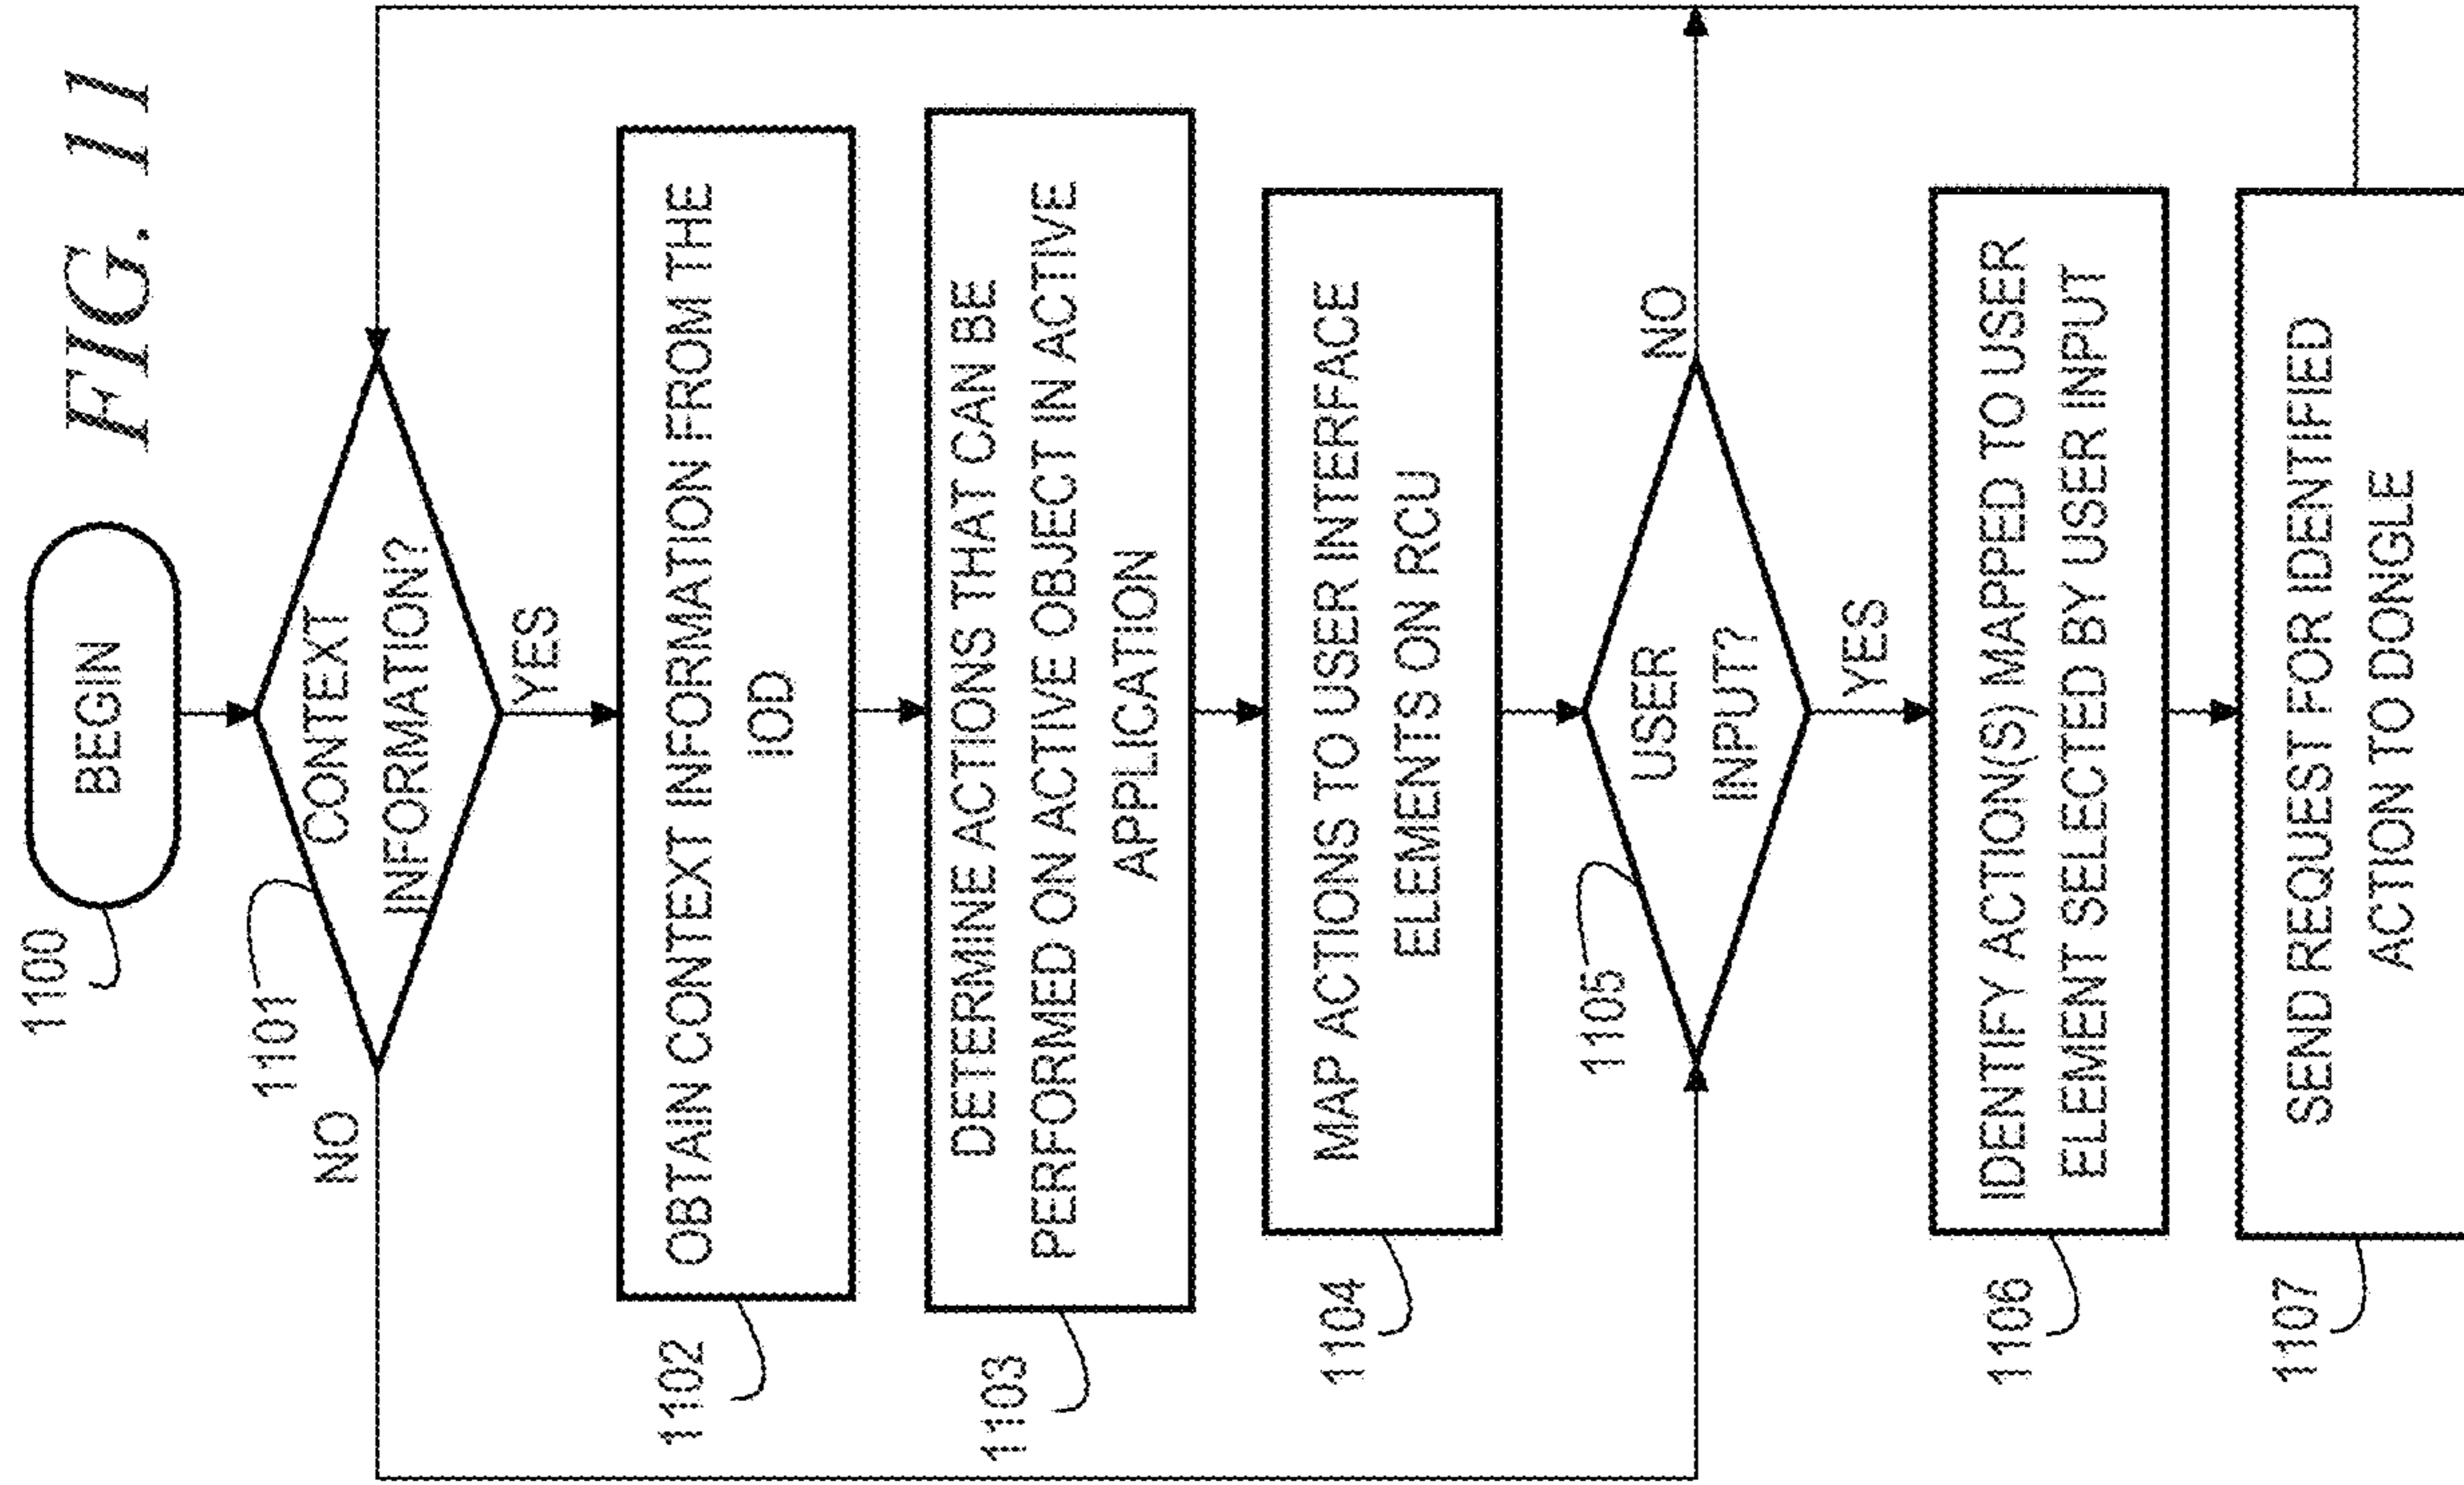 FIG. 11
1100
BEGIN
1101
CONTEXT
INFORMATION?
NO
YES
1102
OBTAIN CONTEXT INFORMATION FROM THE
IOD
1103
DETERMINE ACTIONS THAT CAN BE
PERFORMED ON ACTIVE OBJECT IN ACTIVE
APPLICATION
1104
MAP ACTIONS TO USER INTERFACE
ELEMENTS ON RCU
1105
USER
INPUT?
NO
YES
1106
IDENTIFY ACTION(S) MAPPED TO USER
ELEMENT SELECTED BY USER INPUT
1107
SEND REQUEST FOR IDENTIFIED
ACTION TO DONGLE